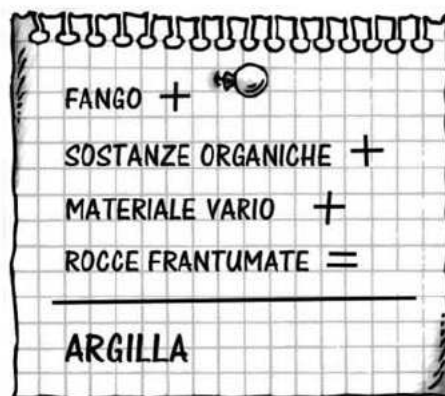 FANGO +
SOSTANZE ORGANICHE +
MATERIALE VARIO +
ROCCE FRANTUMATE =
ARGILLA